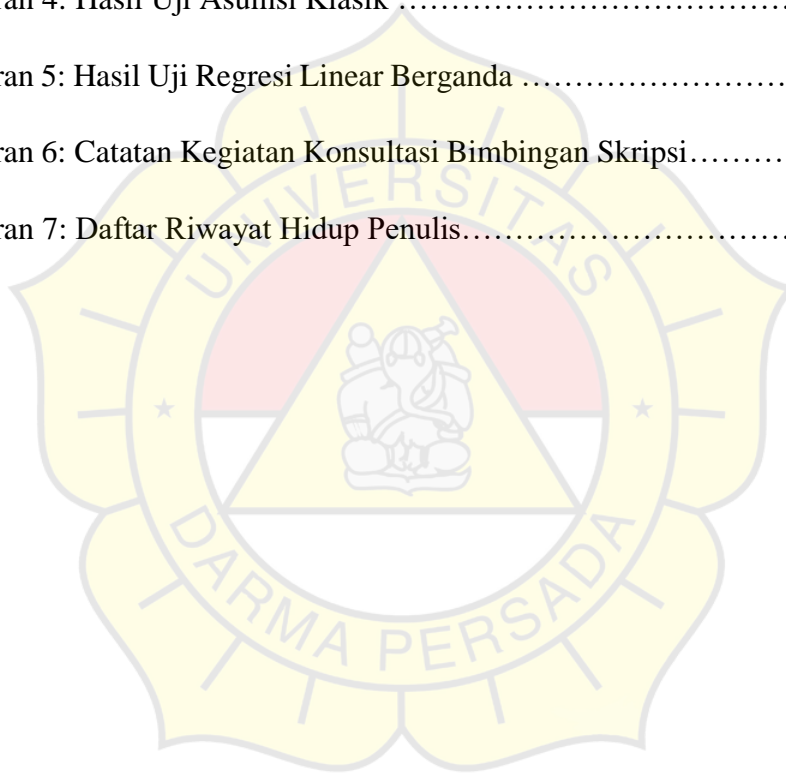 ran 4: Hasil Uji Asumsi Klasik ……………………………….
ran 5: Hasil Uji Regresi Linear Berganda …………………….
ran 6: Catatan Kegiatan Konsultasi Bimbingan Skripsi……….
ran 7: Daftar Riwayat Hidup Penulis………………………….
UNIVERSITAS
DARMA PERSADA